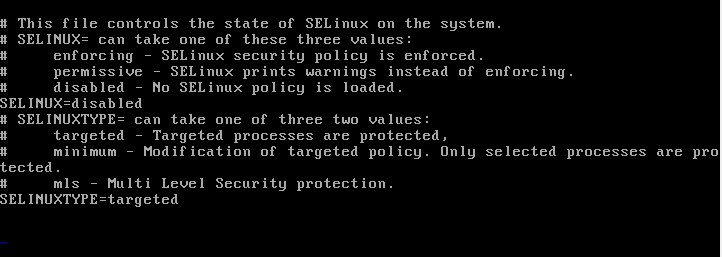 # This file controls the state of SELinux on the system.
# SELINUX= can take one of these three values:
#     enforcing - SELinux security policy is enforced.
#     permissive - SELinux prints warnings instead of enforcing.
#     disabled - No SELinux policy is loaded.
SELINUX=disabled
# SELINUXTYPE= can take one of three two values:
#     targeted - Targeted processes are protected,
#     minimum - Modification of targeted policy. Only selected processes are pro
tected.
#     mls - Multi Level Security protection.
SELINUXTYPE=targeted